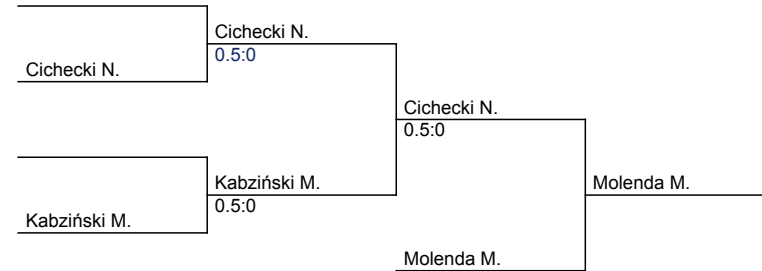 Cichecki N.
0.5:0
Cichecki N.
Cichecki N.
0.5:0
Kabziński M.
0.5:0
Molenda M.
Kabziński M.
Molenda M.